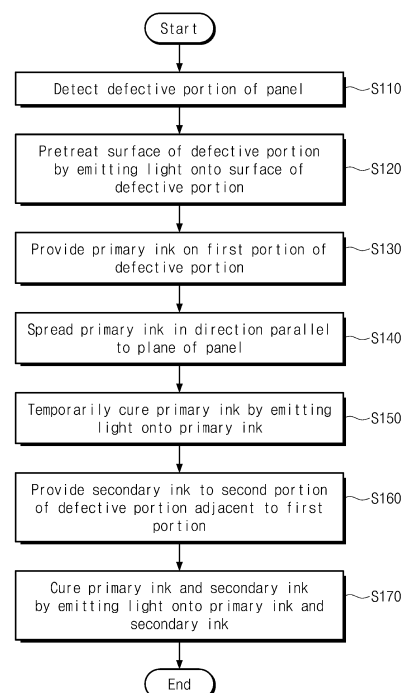 Start
Detect defective portion of panel
S110
Pretreat surface of defective portion
by emitting light onto surface of
defective portion
S120
Provide primary ink on first portion of
defective portion
S130
Spread primary ink in direction parallel
to plane of panel
S140
Temporarily cure primary ink by emitting
light onto primary ink
S150
Provide secondary ink to second portion
of defective portion adjacent to first
portion
S160
Cure primary ink and secondary ink
by emitting light onto primary ink and
secondary ink
S170
End